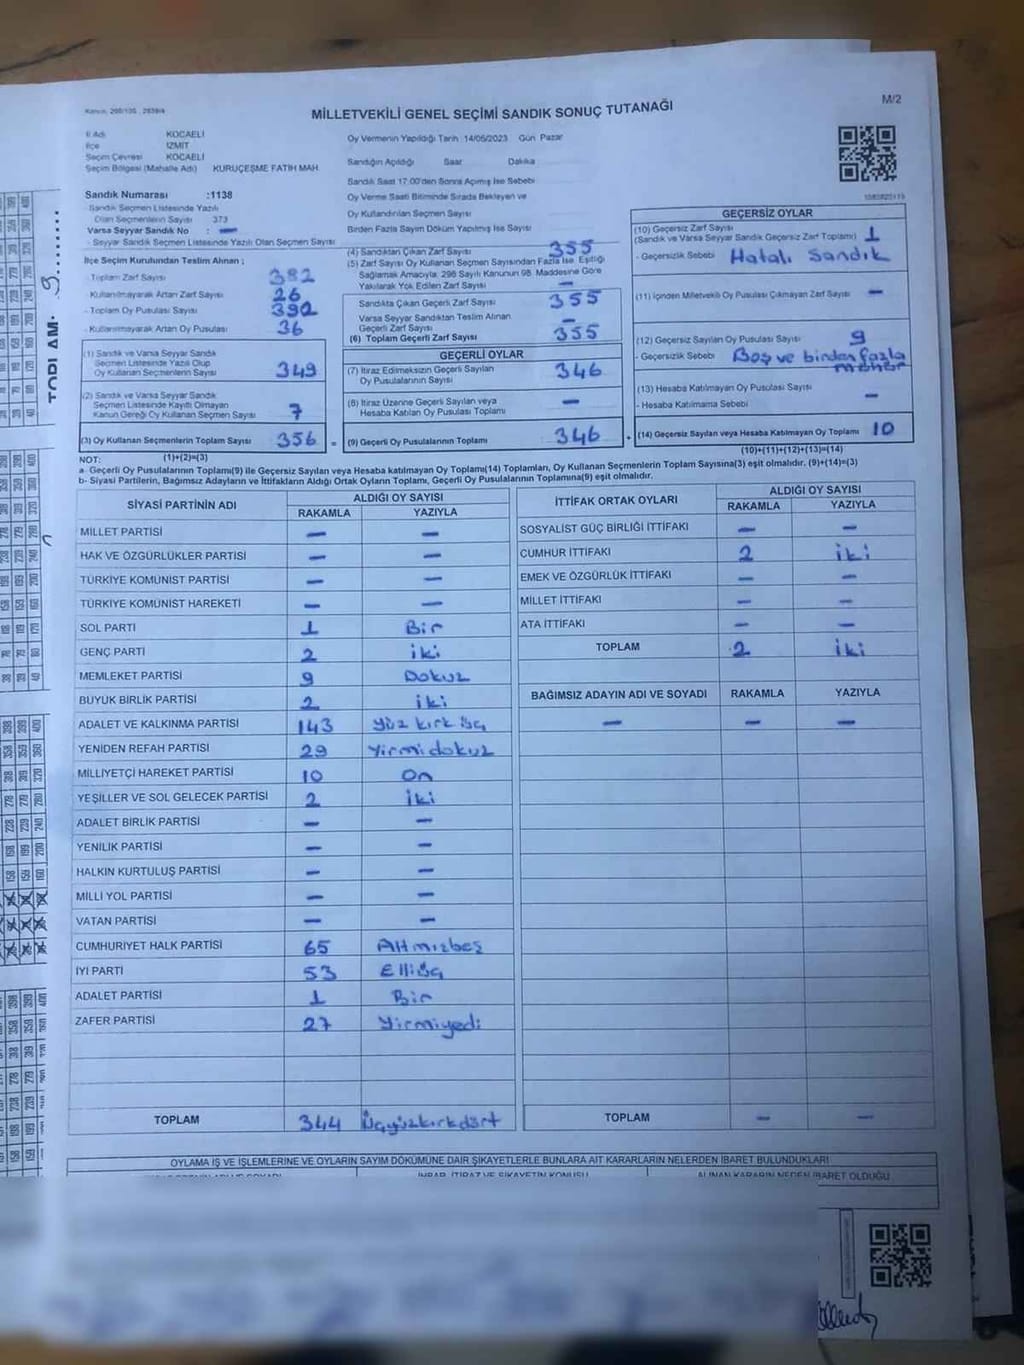 M/2
MİLLETVEKİLİ GENEL SEÇİMİ SANDIK SONUÇ TUTANAĞI
İl Adı KOCAELİ
İlçe İZMİT
Seçim Çevresi KOCAELİ
Seçim Bölgesi (Mahalle Adı) KURUÇEŞME FATİH MAH
Sandık Numarası :1138
Sandık Seçmen Listesinde Yazılı
Olan Seçmenlerin Sayısı 373
Varsa Seyyar Sandık No : –
- Seyyar Sandık Seçmen Listesinde Yazılı Olan Seçmen Sayısı
İlçe Seçim Kurulundan Teslim Alınan ;
- Toplam Zarf Sayısı 382
- Kullanılmayarak Artan Zarf Sayısı 26
- Toplam Oy Pusulası Sayısı 392
- Kullanılmayarak Artan Oy Pusulası 36
(1) Sandık ve Varsa Seyyar Sandık
Seçmen Listesinde Yazılı Olup
Oy Kullanan Seçmenlerin Sayısı 349
(2) Sandık ve Varsa Seyyar
Sandık Seçmen Listesinde Kayıtlı Olmayan
Kanun Gereği Oy Kullanan Seçmen Sayısı 7
(3) Oy Kullanan Seçmenlerin Toplam Sayısı 356 =
Oy Vermenin Yapıldığı Tarih :14/05/2023 Gün Pazar
Sandığın Açıldığı Saat Dakika
Sandık Saat 17.00'den Sonra Açılmış İse Sebebi
Oy Verme Saati Bitiminde Sırada Bekleyen ve
Oy Kullandırılan Seçmen Sayısı
Birden Fazla Sayım Döküm Yapılmış İse Sayısı
(4) Sandıktan Çıkan Zarf Sayısı 355
(5) Zarf Sayısı Oy Kullanan Seçmen Sayısından Fazla İse, Eşitliği
Sağlamak Amacıyla, 298 Sayılı Kanunun 98. Maddesine Göre
Yakılarak Yok Edilen Zarf Sayısı –
Sandıkta Çıkan Geçerli Zarf Sayısı 355
Varsa Seyyar Sandıktan Teslim Alınan
Geçerli Zarf Sayısı –
(6) Toplam Geçerli Zarf Sayısı 355
GEÇERLİ OYLAR
(7) İtiraz Edilmeksizin Geçerli Sayılan
Oy Pusulalarının Sayısı 346
(8) İtiraz Üzerine Geçerli Sayılan veya
Hesaba Katılan Oy Pusulası Toplamı –
(9) Geçerli Oy Pusulalarının Toplamı 346 +
GEÇERSİZ OYLAR
(10) Geçersiz Zarf Sayısı
(Sandık ve Varsa Seyyar Sandık Geçersiz Zarf Toplamı) 1
- Geçersizlik Sebebi Hatalı Sandık
(11) İçinden Milletvekili Oy Pusulası Çıkmayan Zarf Sayısı –
(12) Geçersiz Sayılan Oy Pusulası Sayısı 9
- Geçersizlik Sebebi Boş ve birden fazla
mühür
(13) Hesaba Katılmayan Oy Pusulası Sayısı –
- Hesaba Katılmama Sebebi
(14) Geçersiz Sayılan veya Hesaba Katılmayan Oy Toplamı 10
NOT: (1)+(2)=(3) (10)+(11)+(12)+(13)=(14)
a- Geçerli Oy Pusulalarının Toplamı(9) ile Geçersiz Sayılan veya Hesaba katılmayan Oy Toplamı(14) Toplamları, Oy Kullanan Seçmenlerin Toplam Sayısına(3) eşit olmalıdır. (9)+(14)=(3)
b- Siyasi Partilerin, Bağımsız Adayların ve İttifakların Aldığı Ortak Oyların Toplamı, Geçerli Oy Pusulalarının Toplamına(9) eşit olmalıdır.
SİYASİ PARTİNİN ADI ALDIĞI OY SAYISI
RAKAMLA YAZIYLA
MİLLET PARTİSİ – –
HAK VE ÖZGÜRLÜKLER PARTİSİ – –
TÜRKİYE KOMÜNİST PARTİSİ – –
TÜRKİYE KOMÜNİST HAREKETİ – –
SOL PARTİ 1 Bir
GENÇ PARTİ 2 iki
MEMLEKET PARTİSİ 9 Dokuz
BÜYÜK BİRLİK PARTİSİ 2 iki
ADALET VE KALKINMA PARTİSİ 143 Yüz kırk üç
YENİDEN REFAH PARTİSİ 29 Yirmi dokuz
MİLLİYETÇİ HAREKET PARTİSİ 10 On
YEŞİLLER VE SOL GELECEK PARTİSİ 2 İki
ADALET BİRLİK PARTİSİ – –
YENİLİK PARTİSİ – –
HALKIN KURTULUŞ PARTİSİ – –
MİLLİ YOL PARTİSİ – –
VATAN PARTİSİ – –
CUMHURİYET HALK PARTİSİ 65 Altmışbeş
İYİ PARTİ 53 Elliüç
ADALET PARTİSİ 1 Bir
ZAFER PARTİSİ 27 Yirmiyedi
TOPLAM 344 Üçyüzkırkdört
İTTİFAK ORTAK OYLARI ALDIĞI OY SAYISI
RAKAMLA YAZIYLA
SOSYALİST GÜÇ BİRLİĞİ İTTİFAKI – –
CUMHUR İTTİFAKI 2 iki
EMEK VE ÖZGÜRLÜK İTTİFAKI – –
MİLLET İTTİFAKI – –
ATA İTTİFAKI – –
TOPLAM 2 iki
BAĞIMSIZ ADAYIN ADI VE SOYADI RAKAMLA YAZIYLA
– – –
TOPLAM – –
OYLAMA İŞ VE İŞLEMLERİNE VE OYLARIN SAYIM DÖKÜMÜNE DAİR ŞİKAYETLERLE BUNLARA AİT KARARLARIN NELERDEN İBARET BULUNDUKLARI